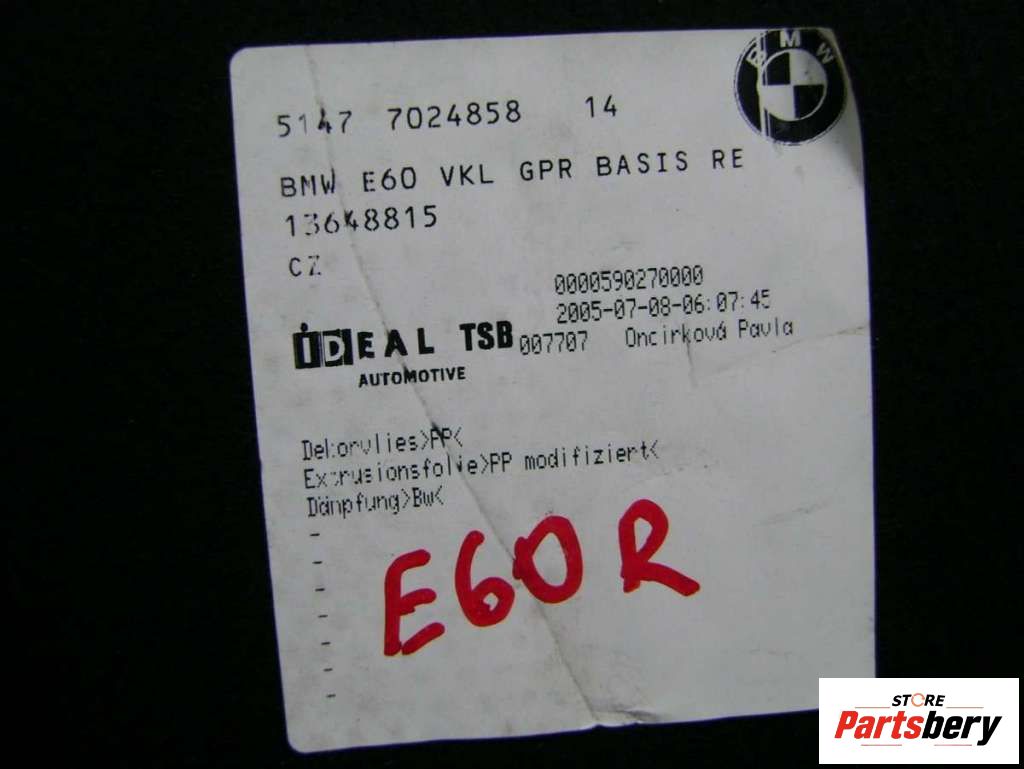 BMW
5147 7024858 14
BMW E60 VKL GPR BASIS RE
13648815
CZ
0000590270000
2005-07-08-06:07:45
iDEAL TSB 007707 Oncirková Pavla
AUTOMOTIVE
Dekorvlies>PP<
Extrusionsfolie>PP modifiziert<
Dämpfung>Bw<
-
-
-
-
-
-
-
E60 R
STORE
Partsbery